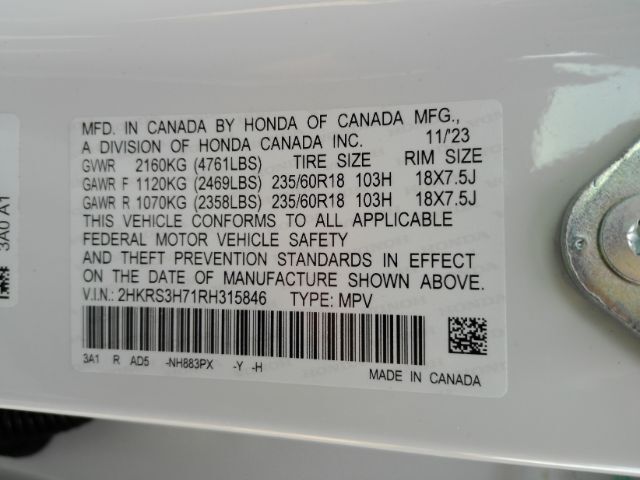 MFD. IN CANADA BY HONDA OF CANADA MFG.,
A DIVISION OF HONDA CANADA INC. 11/23
GVWR 2160KG (4761LBS) TIRE SIZE RIM SIZE
GAWR F 1120KG (2469LBS) 235/60R18 103H 18X7.5J
GAWR R 1070KG (2358LBS) 235/60R18 103H 18X7.5J
THIS VEHICLE CONFORMS TO ALL APPLICABLE
FEDERAL MOTOR VEHICLE SAFETY
AND THEFT PREVENTION STANDARDS IN EFFECT
ON THE DATE OF MANUFACTURE SHOWN ABOVE.
V.I.N.: 2HKRS3H71RH315846 TYPE: MPV
3A1 R AD5 -NH883PX -Y -H
MADE IN CANADA
3A0 A1